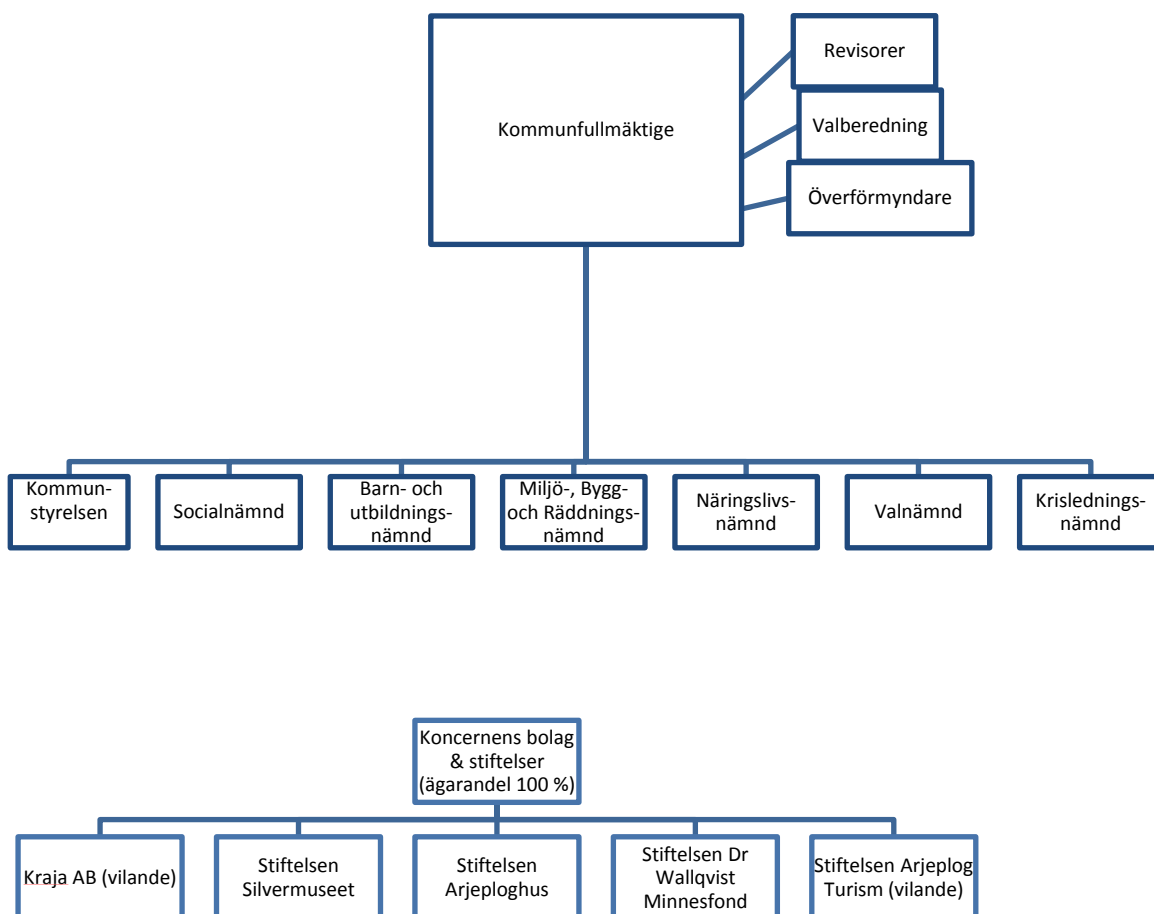 Kommunfullmäktige
Revisorer
Valberedning
Överförmyndare
Kommun-
styrelsen
Socialnämnd
Barn- och
utbildnings-
nämnd
Miljö-, Bygg-
och Räddnings-
nämnd
Näringslivs-
nämnd
Valnämnd
Krislednings-
nämnd
Koncernens bolag
& stiftelser
(ägarandel 100 %)
Kraja AB (vilande)
Stiftelsen
Silvermuseet
Stiftelsen
Arjeploghus
Stiftelsen Dr
Wallqvist
Minnesfond
Stiftelsen Arjeplog
Turism (vilande)